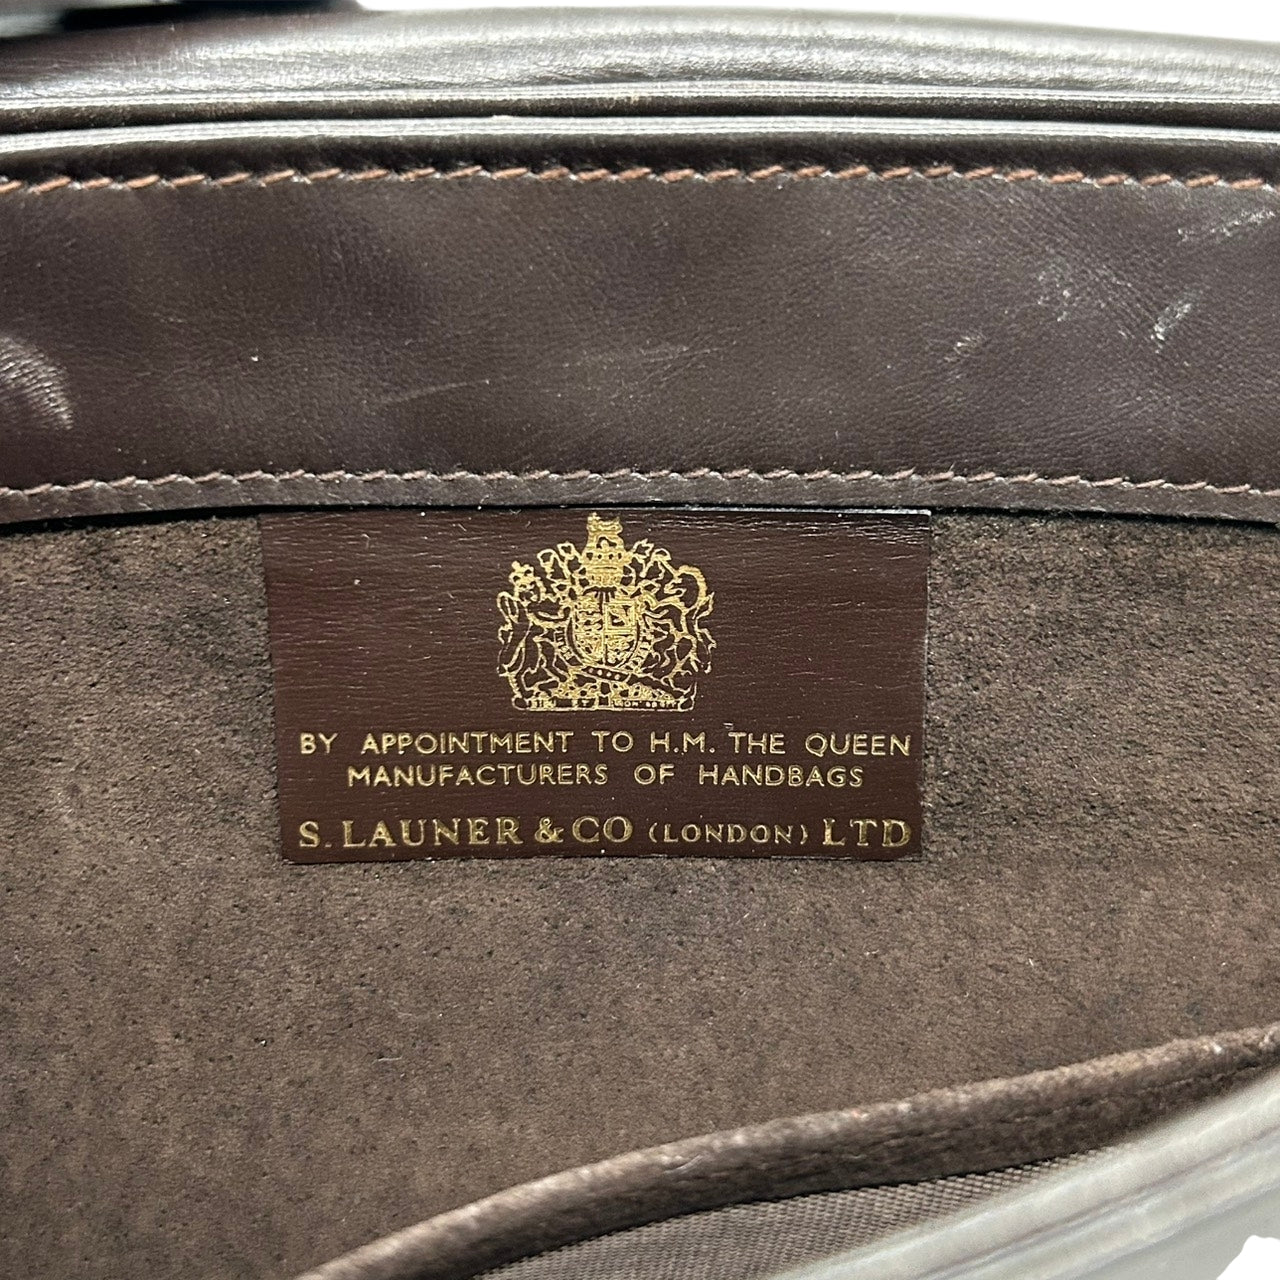 BY APPOINTMENT TO H.M. THE QUEEN
MANUFACTURERS OF HANDBAGS
S. LAUNER & CO (LONDON) LTD